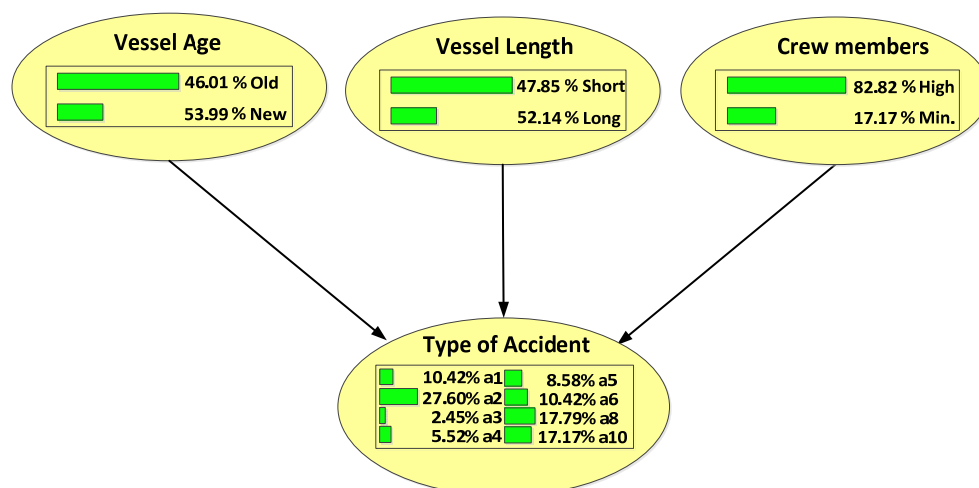 Vessel Age
46.01 % Old
53.99 % New
Vessel Length
47.85 % Short
52.14 % Long
Crew members
82.82 % High
17.17 % Min.
Type of Accident
10.42% a1 8.58% a5
27.60% a2 10.42% a6
2.45% a3 17.79% a8
5.52% a4 17.17% a10